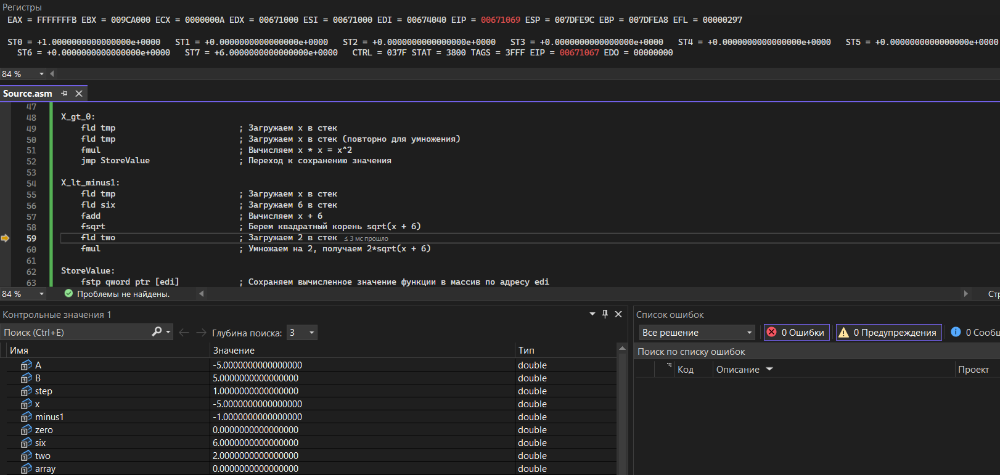 Регистры
EAX = FFFFFFFB EBX = 009CA000 ECX = 0000000A EDX = 00671000 ESI = 00671000 EDI = 00674040 EIP = 00671069 ESP = 007DFE9C EBP = 007DFEA8 EFL = 00000297
ST0 = +1.0000000000000000e+0000 ST1 = +0.0000000000000000e+0000 ST2 = +0.0000000000000000e+0000 ST3 = +0.0000000000000000e+0000 ST4 = +0.0000000000000000e+0000 ST5 = +0.0000000000000000e+0000
ST6 = +0.0000000000000000e+0000 ST7 = +6.0000000000000000e+0000 CTRL = 037F STAT = 3800 TAGS = 3FFF EIP = 00671067 EDO = 00000000
84 %
Source.asm
47
48 X_gt_0:
49 fld tmp ; Загружаем x в стек
50 fld tmp ; Загружаем x в стек (повторно для умножения)
51 fmul ; Вычисляем x * x = x^2
52 jmp StoreValue ; Переход к сохранению значения
53
54 X_lt_minus1:
55 fld tmp ; Загружаем x в стек
56 fld six ; Загружаем 6 в стек
57 fadd ; Вычисляем x + 6
58 fsqrt ; Берем квадратный корень sqrt(x + 6)
59 fld two ; Загружаем 2 в стек ≤ 3 мс прошло
60 fmul ; Умножаем на 2, получаем 2*sqrt(x + 6)
61
62 StoreValue:
63 fstp qword ptr [edi] ; Сохраняем вычисленное значение функции в массив по адресу edi
84 % Проблемы не найдены. Стр
Контрольные значения 1
Поиск (Ctrl+E) Глубина поиска: 3
Имя Значение Тип
A -5.0000000000000000 double
B 5.0000000000000000 double
step 1.0000000000000000 double
x -5.0000000000000000 double
minus1 -1.0000000000000000 double
zero 0.0000000000000000 double
six 6.0000000000000000 double
two 2.0000000000000000 double
array 0.0000000000000000 double
Список ошибок
Все решение 0 Ошибки 0 Предупреждения 0 Сообщ
Поиск по списку ошибок
Код Описание Проект